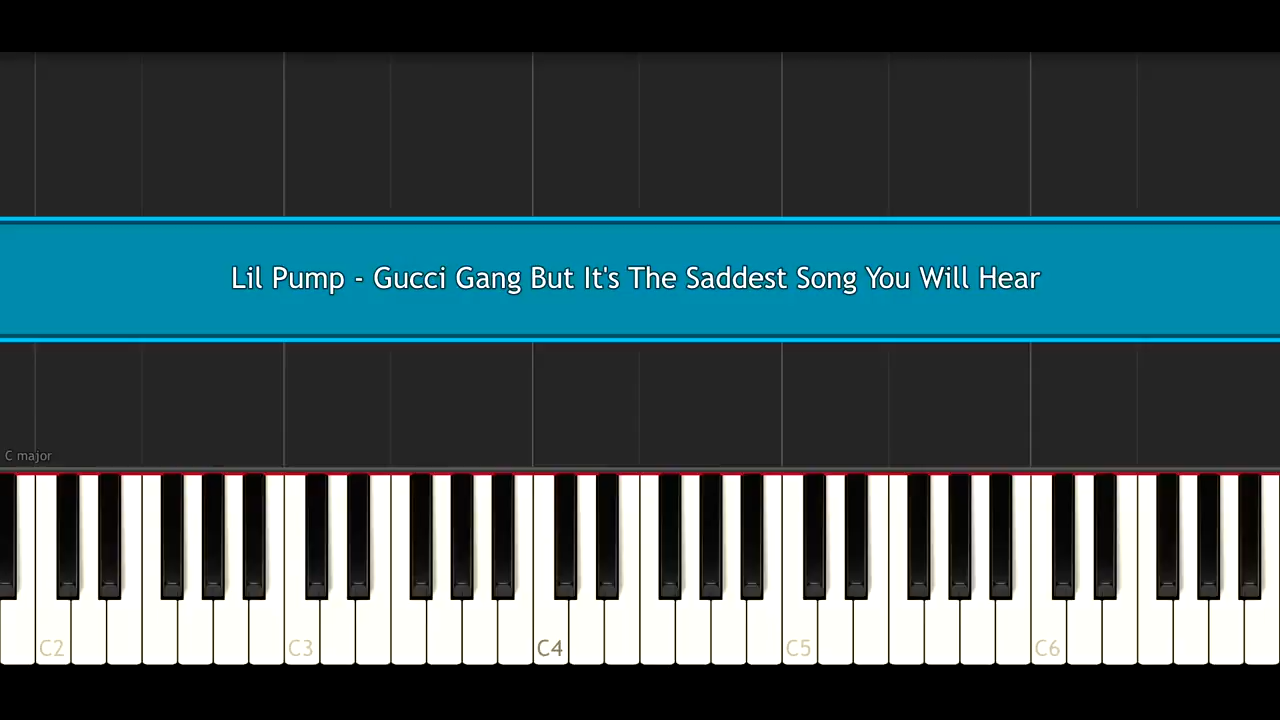 Lil Pump - Gucci Gang But It's The Saddest Song You Will Hear
C major
C2 C3 C4 C5 C6